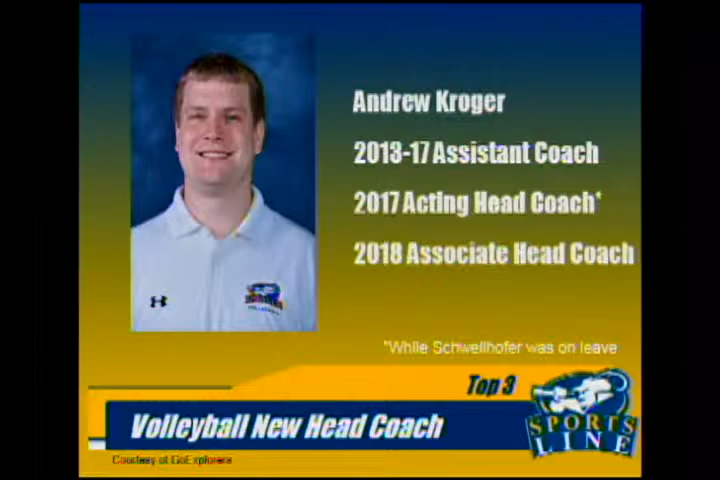 Andrew Kroger
2013-17 Assistant Coach
2017 Acting Head Coach*
2018 Associate Head Coach
*While Schwellhofer was on leave
Top 3
SPORTS
LINE
Volleyball New Head Coach
Courtesy of GoExplorers